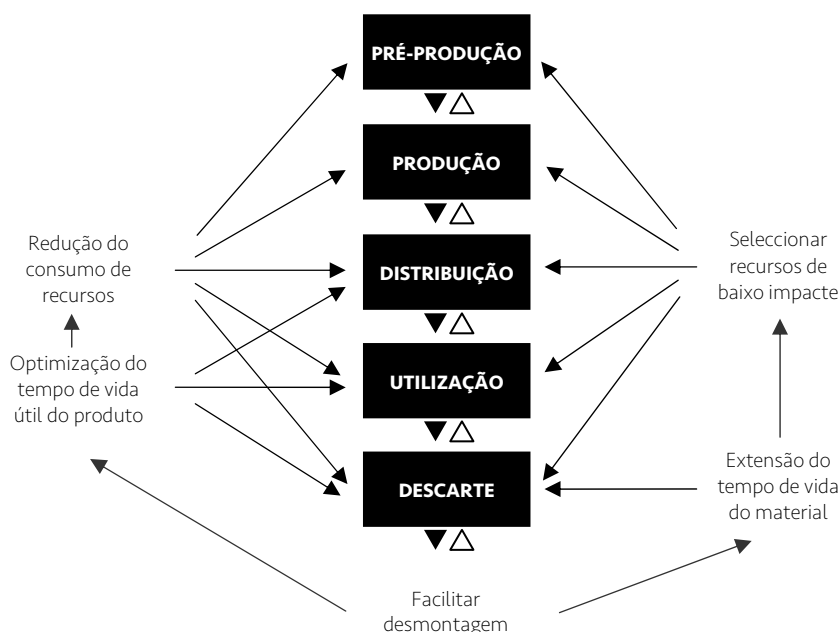 PRÉ-PRODUÇÃO
PRODUÇÃO
DISTRIBUIÇÃO
UTILIZAÇÃO
DESCARTE
Redução do
consumo de
recursos
Optimização do
tempo de vida
útil do produto
Seleccionar
recursos de
baixo impacte
Extensão do
tempo de vida
do material
Facilitar
desmontagem